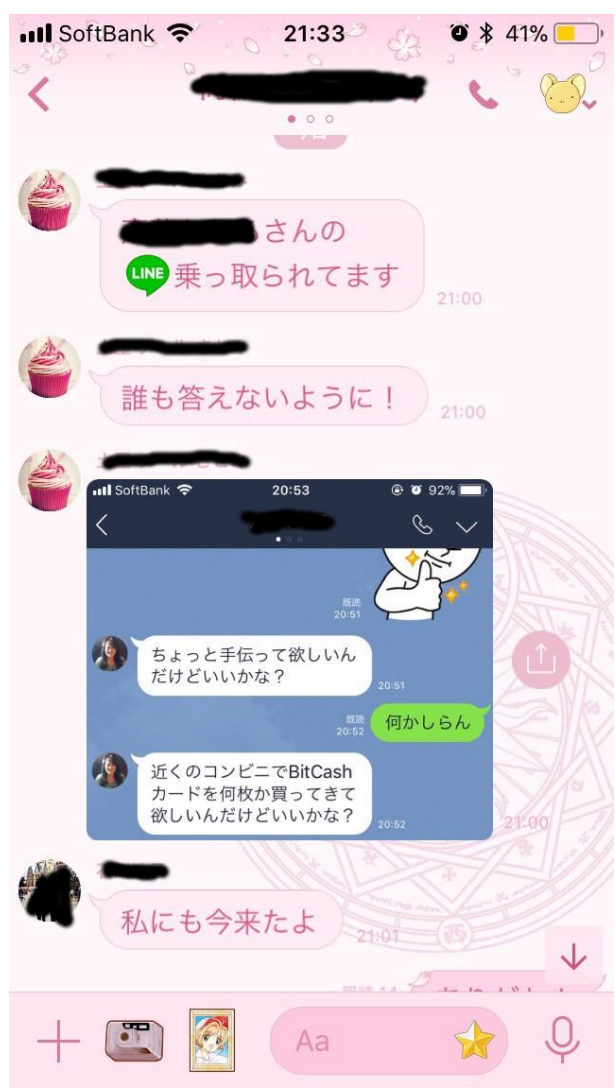 SoftBank 21:33 41%
さんの
LINE 乗っ取られてます
21:00
誰も答えないように！
21:00
SoftBank 20:53 92%
既読
20:51
ちょっと手伝って欲しいん
だけどいいかな？
20:51
既読
20:52
何かしらん
近くのコンビニでBitCash
カードを何枚か買ってきて
欲しいんだけどいいかな？
20:52
21:00
私にも今来たよ
21:01
Aa